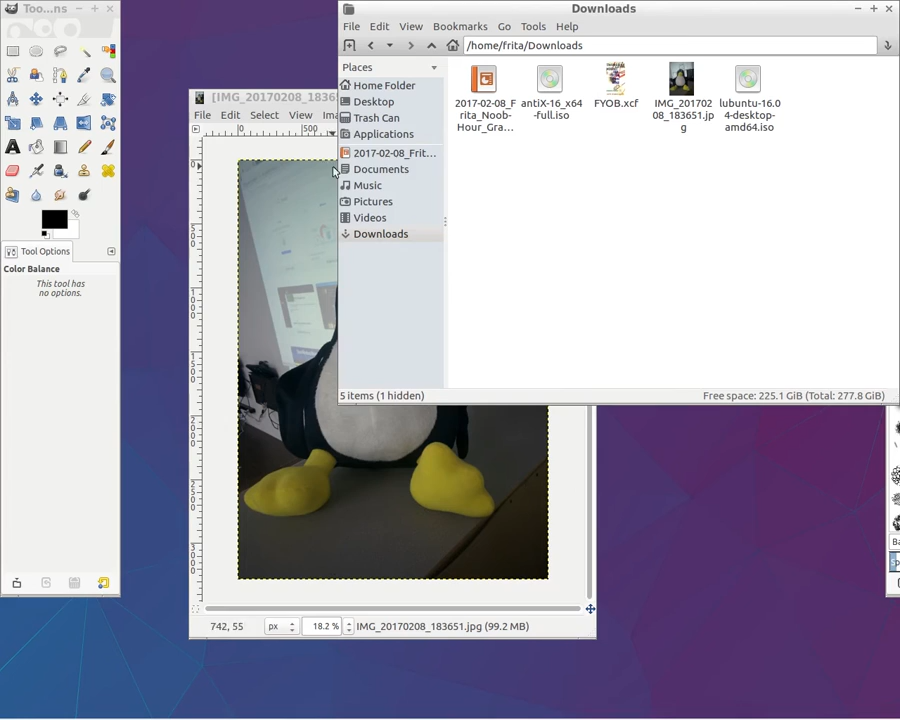 Too...ns
Tool Options
Color Balance
This tool has
no options.
[IMG_20170208_1836
File Edit Select View Ima
0 500
742, 55 px 18.2 % IMG_20170208_183651.jpg (99.2 MB)
Downloads
File Edit View Bookmarks Go Tools Help
/home/frita/Downloads
Places
Home Folder
Desktop
Trash Can
Applications
2017-02-08_Frit...
Documents
Music
Pictures
Videos
Downloads
2017-02-08_F
rita_Noob-
Hour_Gra...
antiX-16_x64
-full.iso
FYOB.xcf
IMG_201702
08_183651.jp
g
lubuntu-16.0
4-desktop-
amd64.iso
5 items (1 hidden)
Free space: 225.1 GiB (Total: 277.8 GiB)
Ba